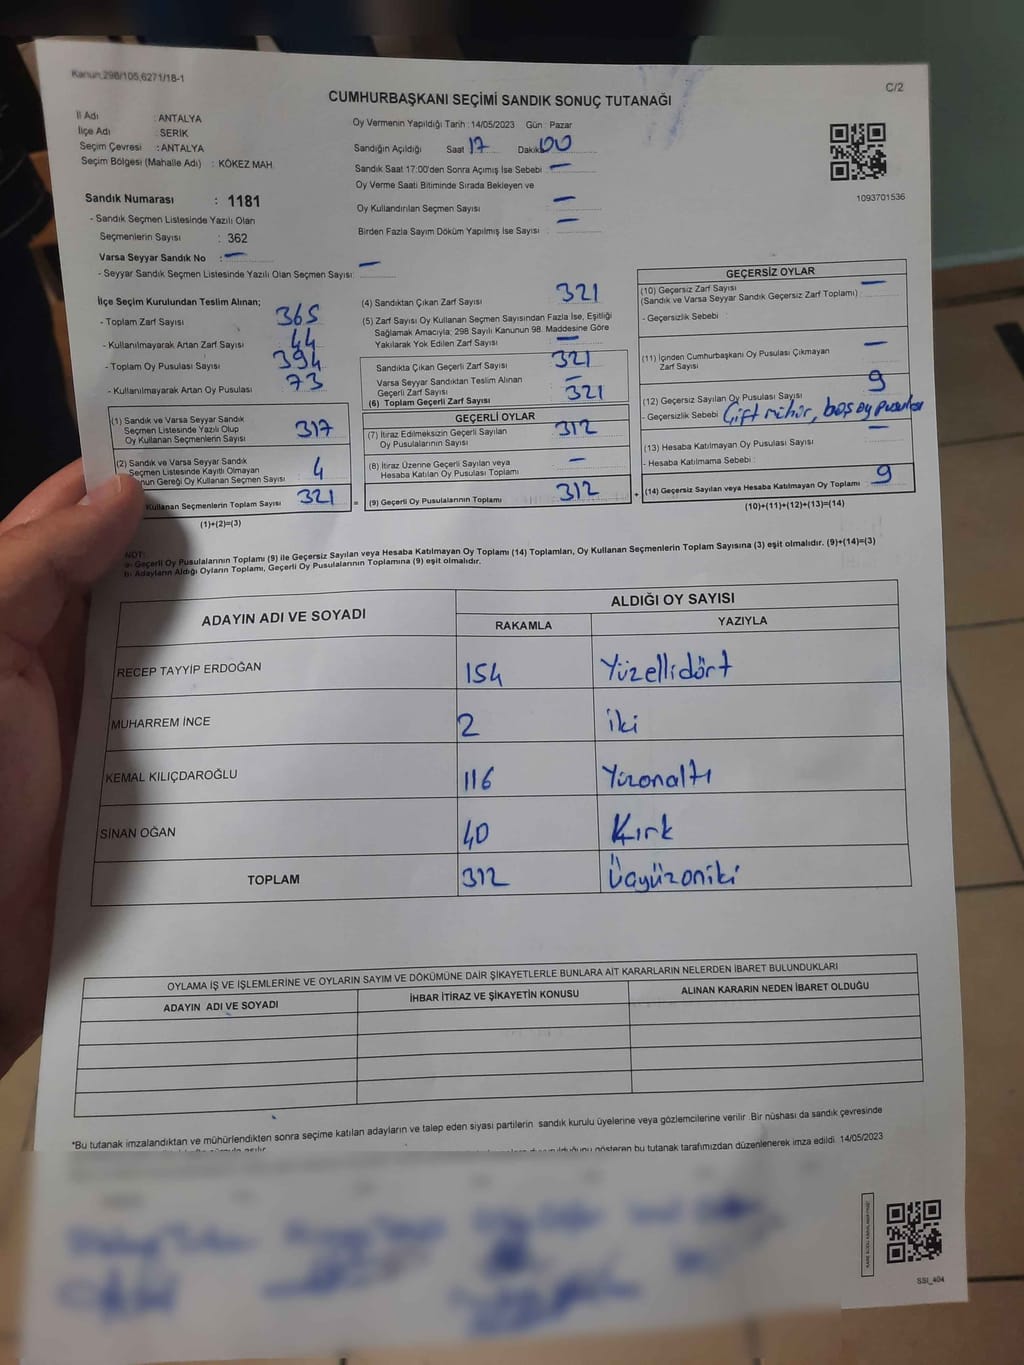 Kanun,298/105,6271/18-1
C/2
CUMHURBAŞKANI SEÇİMİ SANDIK SONUÇ TUTANAĞI
İl Adı : ANTALYA
İlçe Adı : SERİK
Seçim Çevresi : ANTALYA
Seçim Bölgesi (Mahalle Adı) : KÖKEZ MAH.
Sandık Numarası : 1181
- Sandık Seçmen Listesinde Yazılı Olan
Seçmenlerin Sayısı : 362
Varsa Seyyar Sandık No : —
- Seyyar Sandık Seçmen Listesinde Yazılı Olan Seçmen Sayısı: —
Oy Vermenin Yapıldığı Tarih : 14/05/2023 Gün : Pazar
Sandığın Açıldığı Saat 17 Dakika 00
Sandık Saat 17:00'den Sonra Açımış İse Sebebi : —
Oy Verme Saati Bitiminde Sırada Bekleyen ve
Oy Kullandırılan Seçmen Sayısı : —
Birden Fazla Sayım Döküm Yapılmış İse Sayısı : —
1093701536
İlçe Seçim Kurulundan Teslim Alınan;
- Toplam Zarf Sayısı : 365
- Kullanılmayarak Artan Zarf Sayısı : 44
- Toplam Oy Pusulası Sayısı : 394
- Kullanılmayarak Artan Oy Pusulası : 73
(1) Sandık ve Varsa Seyyar Sandık
Seçmen Listesinde Yazılı Olup
Oy Kullanan Seçmenlerin Sayısı : 317
(2) Sandık ve Varsa Seyyar Sandık
Seçmen Listesinde Kayıtlı Olmayan
nun Gereği Oy Kullanan Seçmen Sayısı : 4
Kullanan Seçmenlerin Toplam Sayısı : 321
(1)+(2)=(3)
(4) Sandıktan Çıkan Zarf Sayısı : 321
(5) Zarf Sayısı Oy Kullanan Seçmen Sayısından Fazla İse, Eşitliği
Sağlamak Amacıyla; 298 Sayılı Kanunun 98. Maddesine Göre
Yakılarak Yok Edilen Zarf Sayısı : —
Sandıkta Çıkan Geçerli Zarf Sayısı : 321
Varsa Seyyar Sandıktan Teslim Alınan
Geçerli Zarf Sayısı : —
(6) Toplam Geçerli Zarf Sayısı : 321
GEÇERLİ OYLAR
(7) İtiraz Edilmeksizin Geçerli Sayılan
Oy Pusulalarının Sayısı : 312
(8) İtiraz Üzerine Geçerli Sayılan veya
Hesaba Katılan Oy Pusulası Toplamı : —
= (9) Geçerli Oy Pusulalarının Toplamı : 312 +
GEÇERSİZ OYLAR
(10) Geçersiz Zarf Sayısı : —
(Sandık ve Varsa Seyyar Sandık Geçersiz Zarf Toplamı)
- Geçersizlik Sebebi :
(11) İçinden Cumhurbaşkanı Oy Pusulası Çıkmayan
Zarf Sayısı : —
(12) Geçersiz Sayılan Oy Pusulası Sayısı : 9
- Geçersizlik Sebebi : Çift mühür, boş oy pusulası
(13) Hesaba Katılmayan Oy Pusulası Sayısı : —
- Hesaba Katılmama Sebebi :
(14) Geçersiz Sayılan veya Hesaba Katılmayan Oy Toplamı : 9
(10)+(11)+(12)+(13)=(14)
NOT:
a- Geçerli Oy Pusulalarının Toplamı (9) ile Geçersiz Sayılan veya Hesaba Katılmayan Oy Toplamı (14) Toplamları, Oy Kullanan Seçmenlerin Toplam Sayısına (3) eşit olmalıdır. (9)+(14)=(3)
b- Adayların Aldığı Oyların Toplamı, Geçerli Oy Pusulalarının Toplamına (9) eşit olmalıdır.
ADAYIN ADI VE SOYADI ALDIĞI OY SAYISI
RAKAMLA YAZIYLA
RECEP TAYYİP ERDOĞAN 154 Yüzellidört
MUHARREM İNCE 2 iki
KEMAL KILIÇDAROĞLU 116 Yüzonaltı
SİNAN OĞAN 40 Kırk
TOPLAM 312 Üçyüzoniki
OYLAMA İŞ VE İŞLEMLERİNE VE OYLARIN SAYIM VE DÖKÜMÜNE DAİR ŞİKAYETLERLE BUNLARA AİT KARARLARIN NELERDEN İBARET BULUNDUKLARI
ADAYIN ADI VE SOYADI İHBAR İTİRAZ VE ŞİKAYETİN KONUSU ALINAN KARARIN NEDEN İBARET OLDUĞU
*Bu tutanak imzalandıktan ve mühürlendikten sonra seçime katılan adayların ve talep eden siyasi partilerin sandık kurulu üyelerine veya gözlemcilerine verilir .Bir nüshası da sandık çevresinde
gösteren bu tutanak tarafımızdan düzenlenerek imza edildi. 14/05/2023
SSI_404